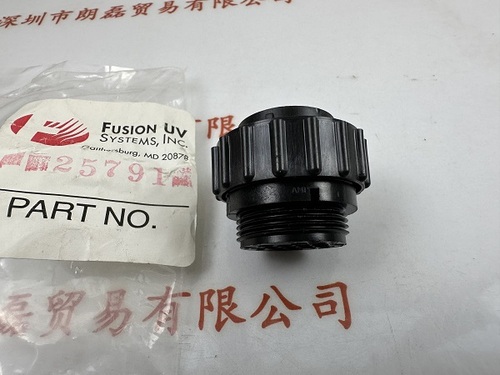 深圳市朗磊贸易有限公司
FUSION UV
SYSTEMS, INC.
Gaithersburg, MD 20878
25791
PART NO.
磊贸易有限公司